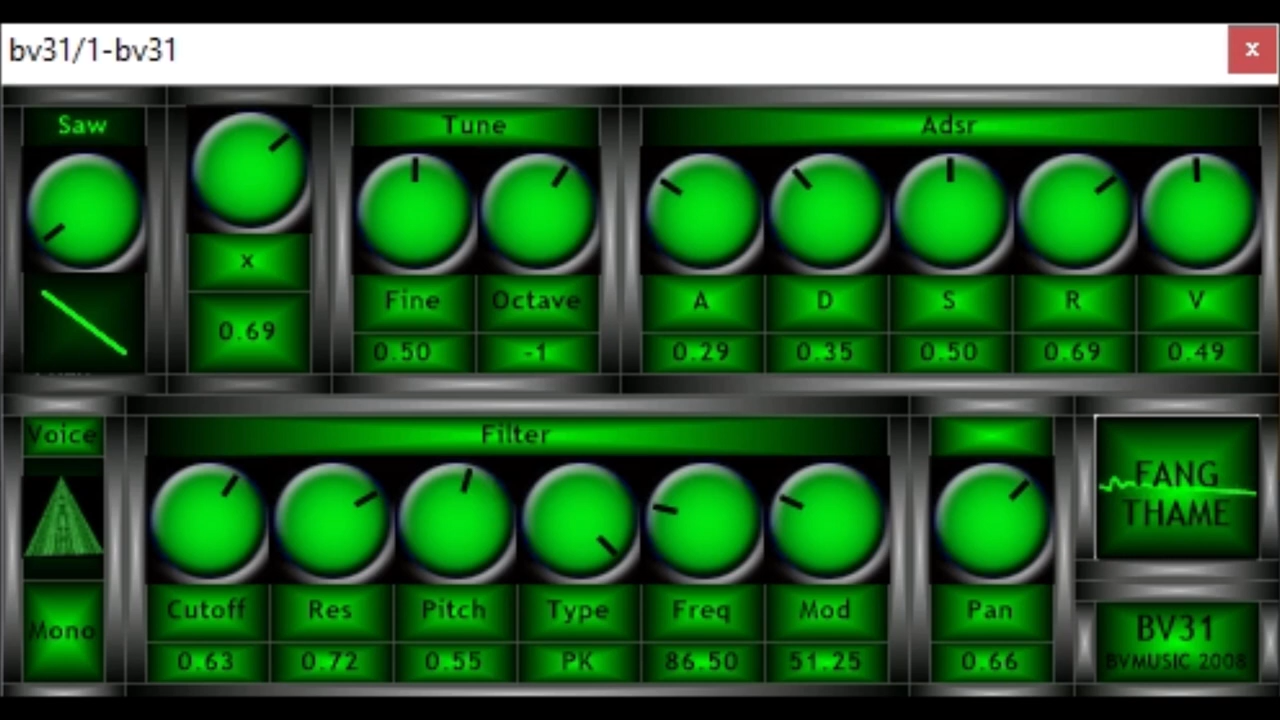 bv31/1-bv31
x
Saw
Tune
Adsr
x
Fine
Octave
A
D
S
R
V
0.69
0.50
-1
0.29
0.35
0.50
0.69
0.49
Voice
Filter
FANG
THAME
Mono
Cutoff
Res
Pitch
Type
Freq
Mod
Pan
BV31
0.63
0.72
0.55
PK
86.50
51.25
0.66
BVMUSIC 2008